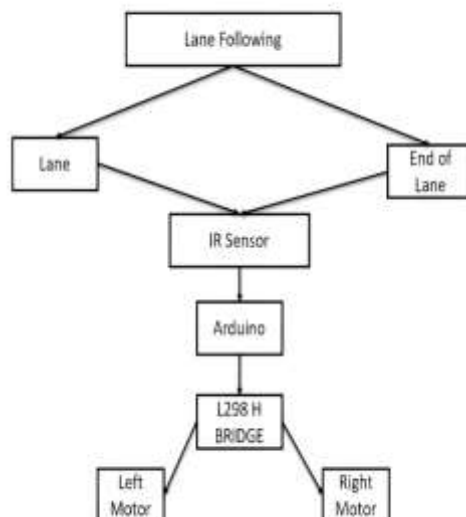 Lane Following
Lane
End of
Lane
IR Sensor
Arduino
L298 H
BRIDGE
Left
Motor
Right
Motor